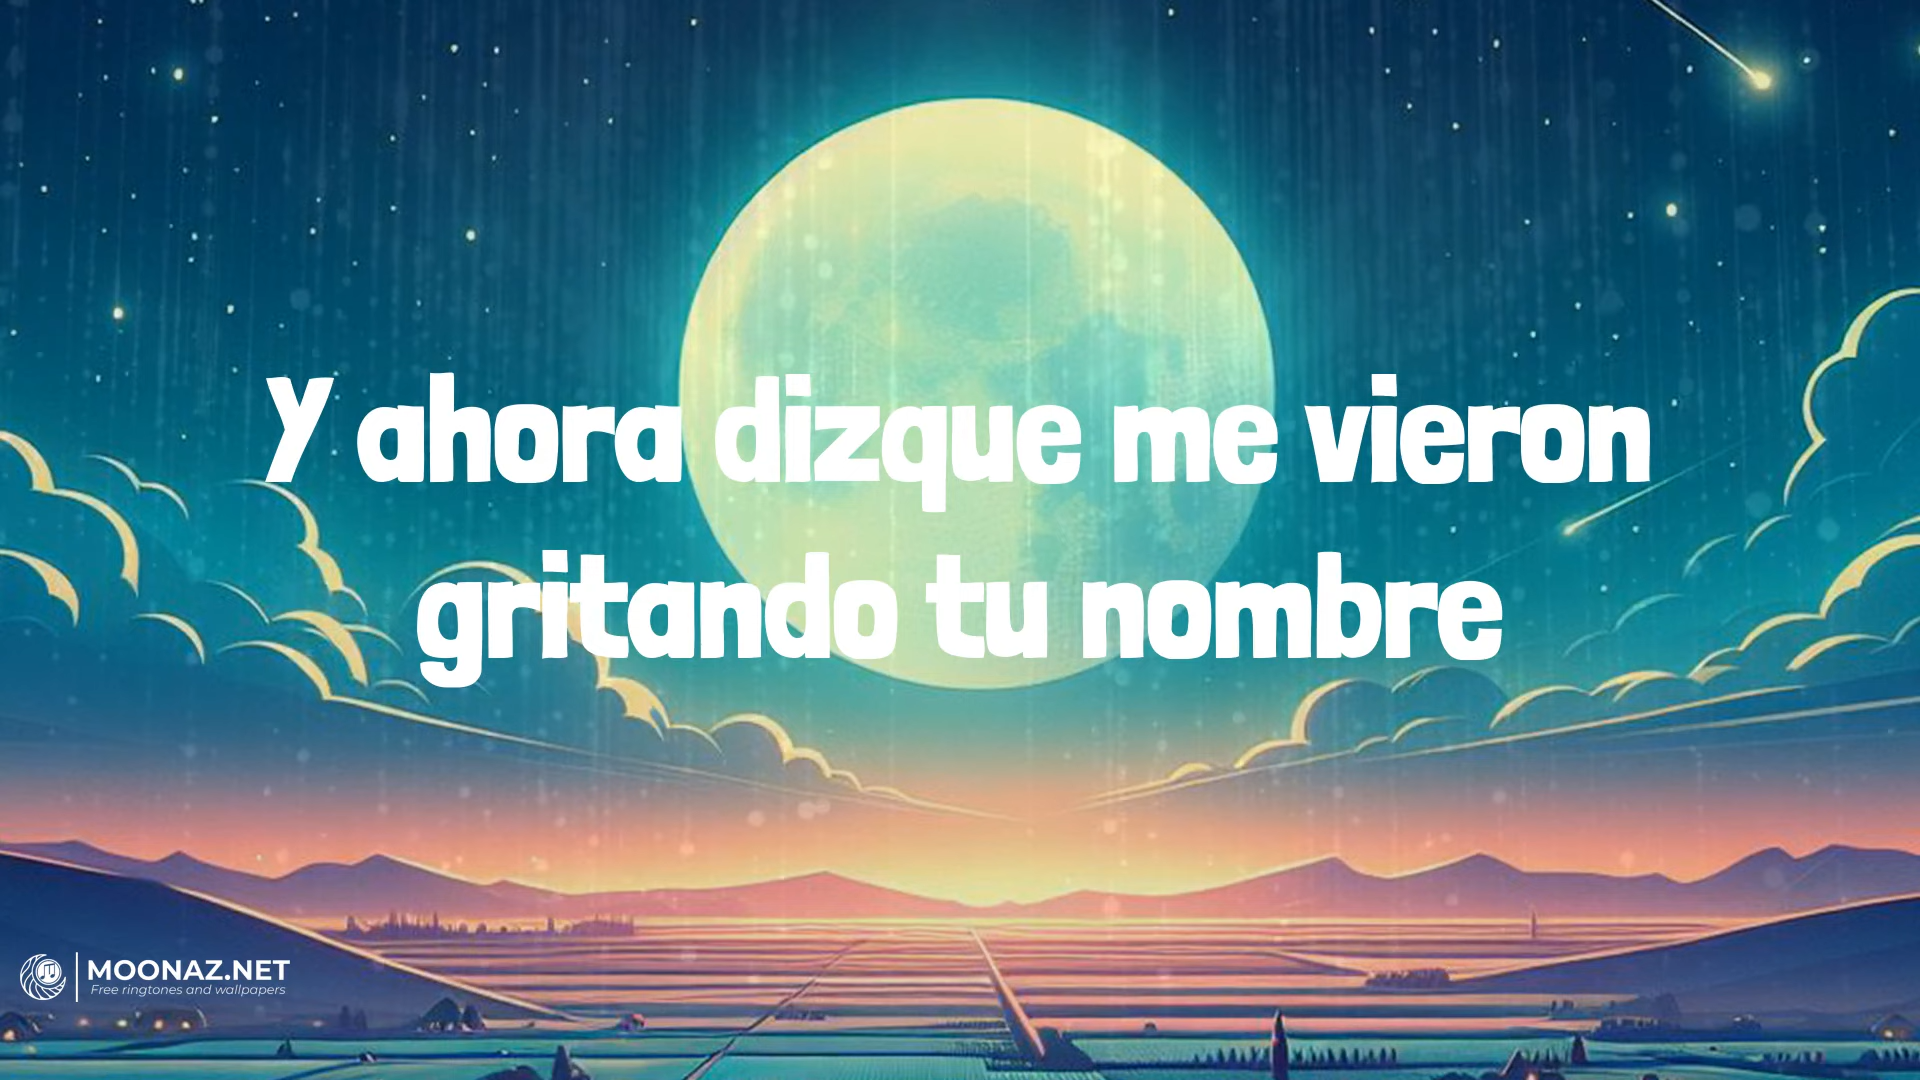 Y ahora dizque me vieron
gritando tu nombre
MOONAZ.NET
Free ringtones and wallpapers